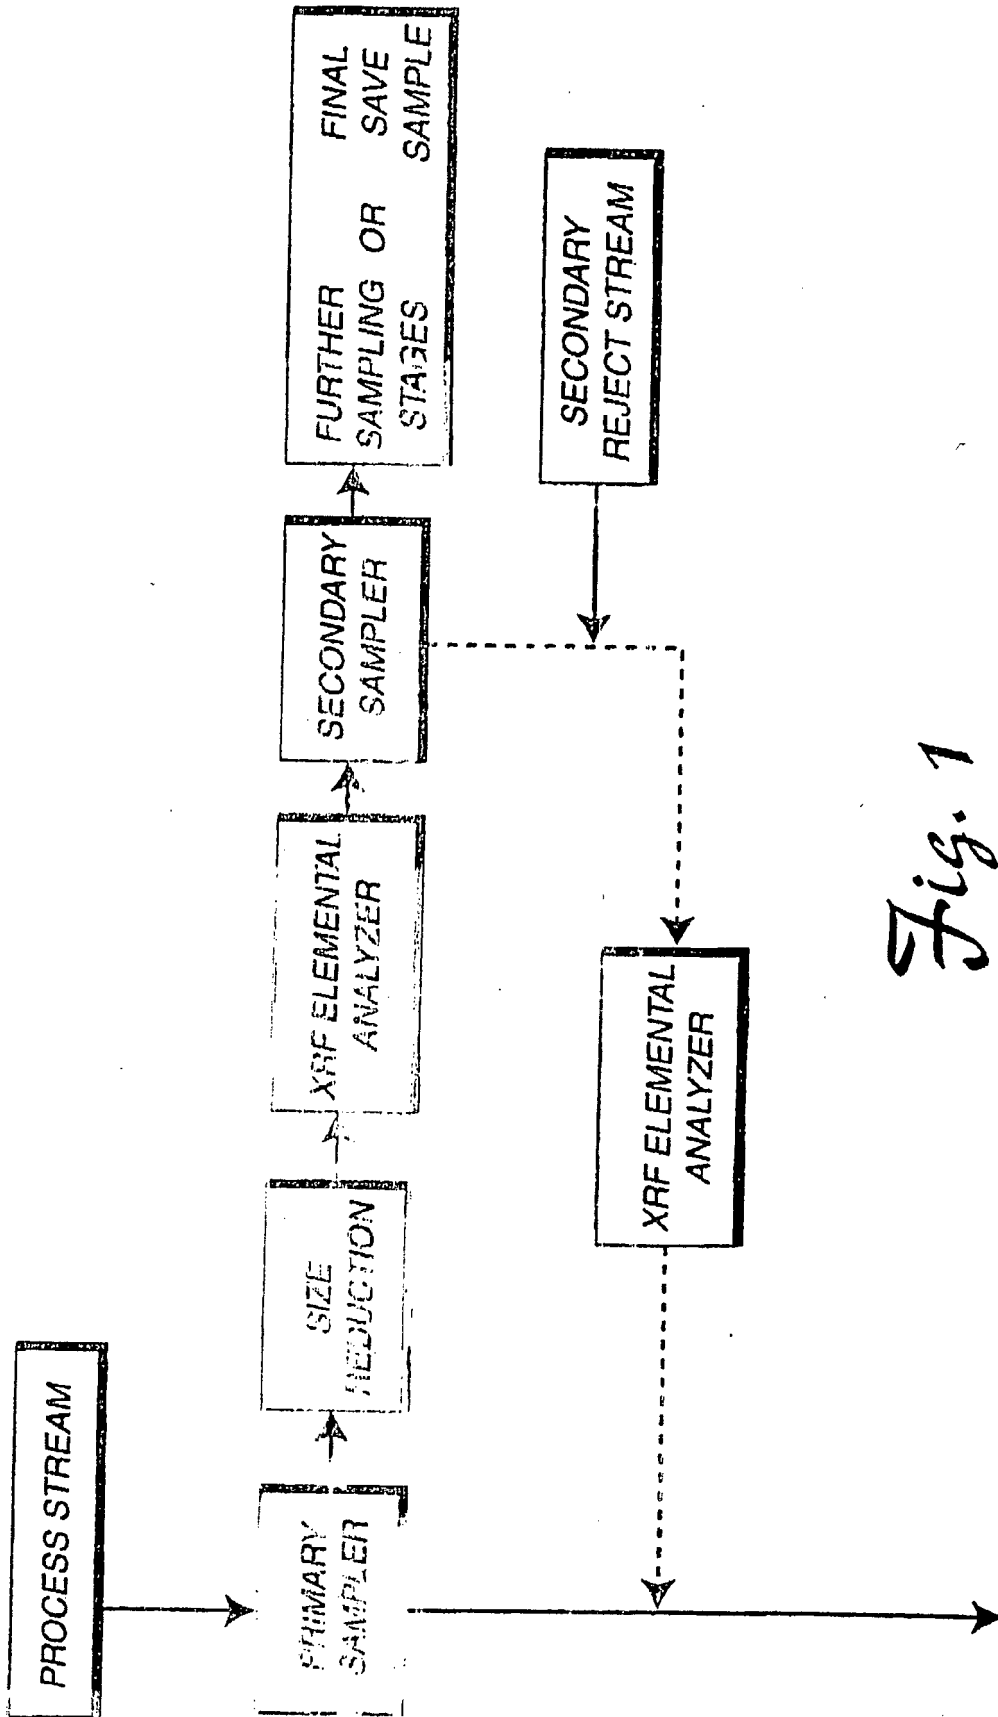 PROCESS STREAM
PRIMARY
SAMPLER
SIZE
REDUCTION
XRF ELEMENTAL
ANALYZER
SECONDARY
SAMPLER
FURTHER FINAL
SAMPLING OR SAVE
STAGES SAMPLE
SECONDARY
REJECT STREAM
XRF ELEMENTAL
ANALYZER
Fig. 1